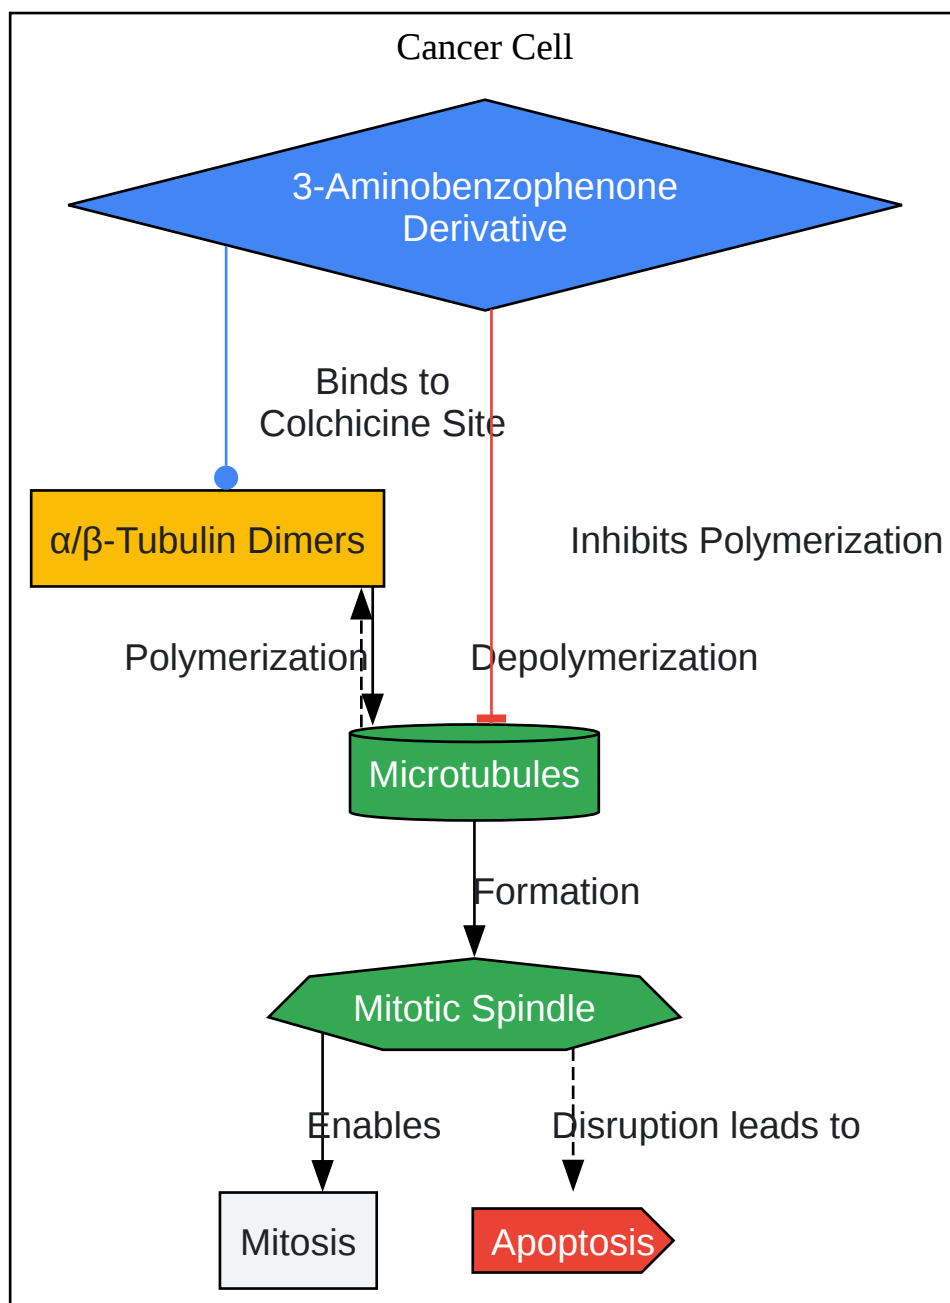 Cancer Cell
3-Aminobenzophenone
Derivative
Binds to
Colchicine Site
α/β-Tubulin Dimers
Inhibits Polymerization
Polymerization
Depolymerization
Microtubules
Formation
Mitotic Spindle
Enables
Disruption leads to
Mitosis
Apoptosis